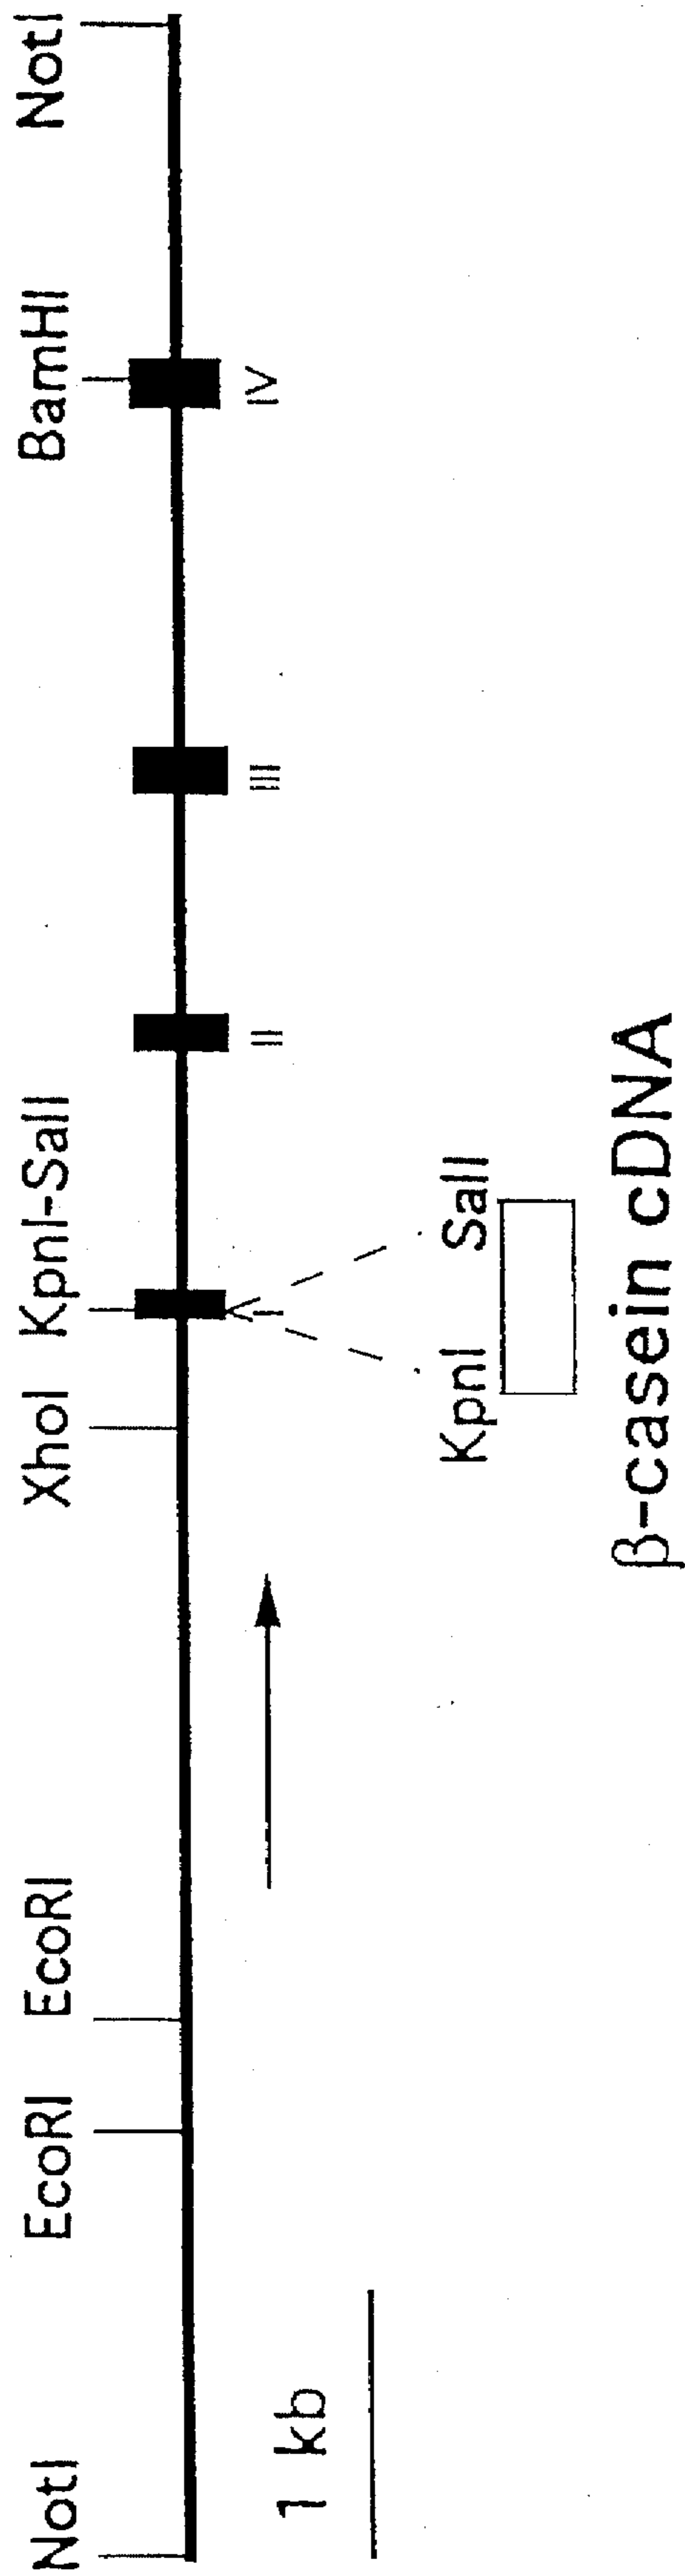 NotI
EcoRI
EcoRI
XhoI
KpnI-SalI
BamHI
NotI
I
II
III
IV
1 kb
KpnI
SalI
β-casein cDNA